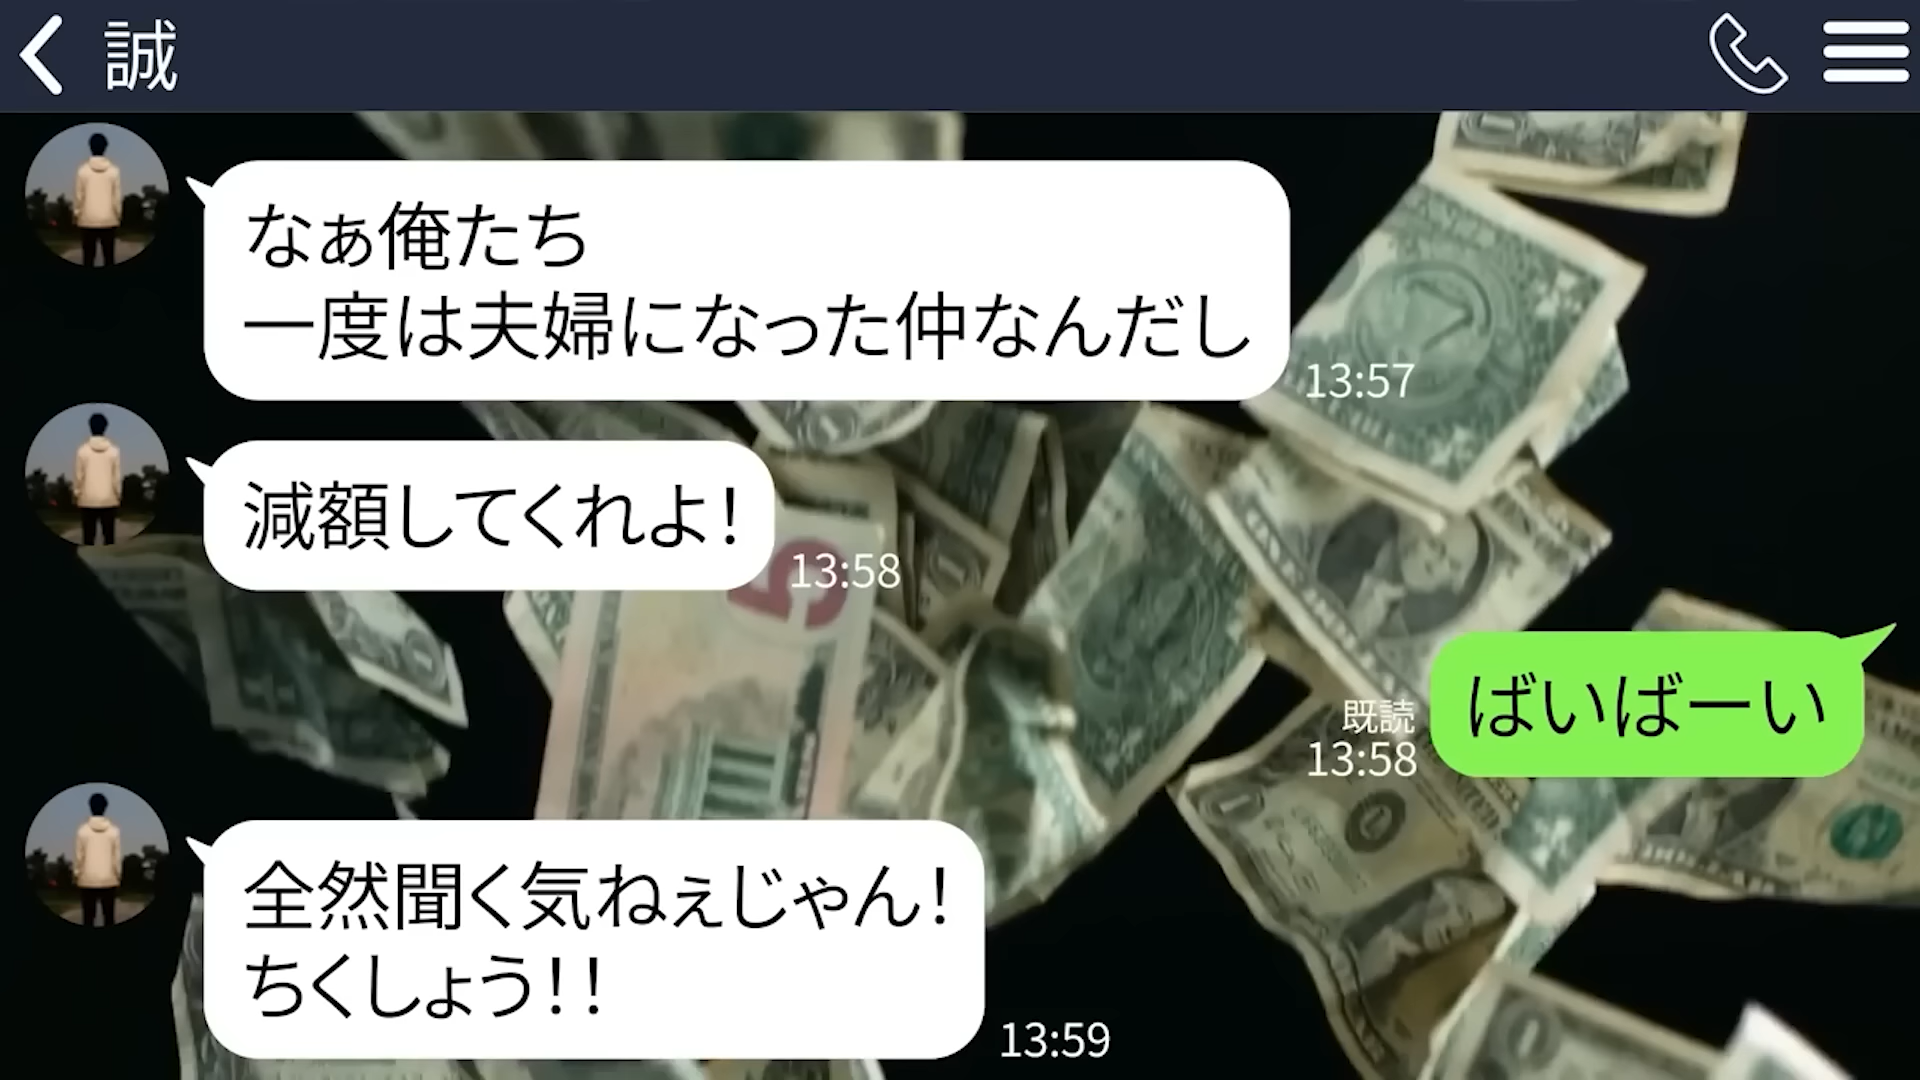 誠
なぁ俺たち
一度は夫婦になった仲なんだし
13:57
減額してくれよ！
13:58
ばいばーい
既読
13:58
全然聞く気ねぇじゃん！
ちくしょう！！
13:59